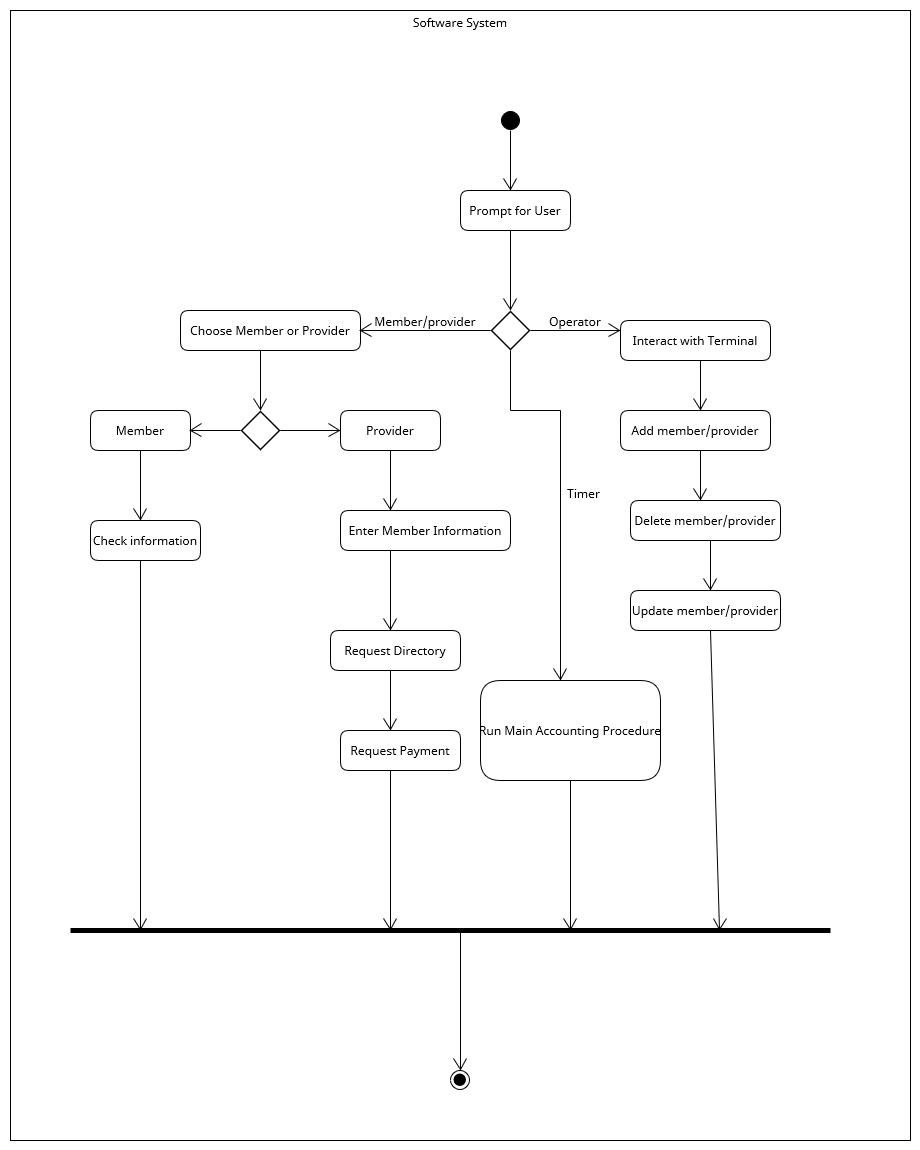 Software System
Prompt for User
Member/provider
Operator
Choose Member or Provider
Interact with Terminal
Member
Provider
Add member/provider
Timer
Delete member/provider
Enter Member Information
Check information
Update member/provider
Request Directory
Run Main Accounting Procedure
Request Payment